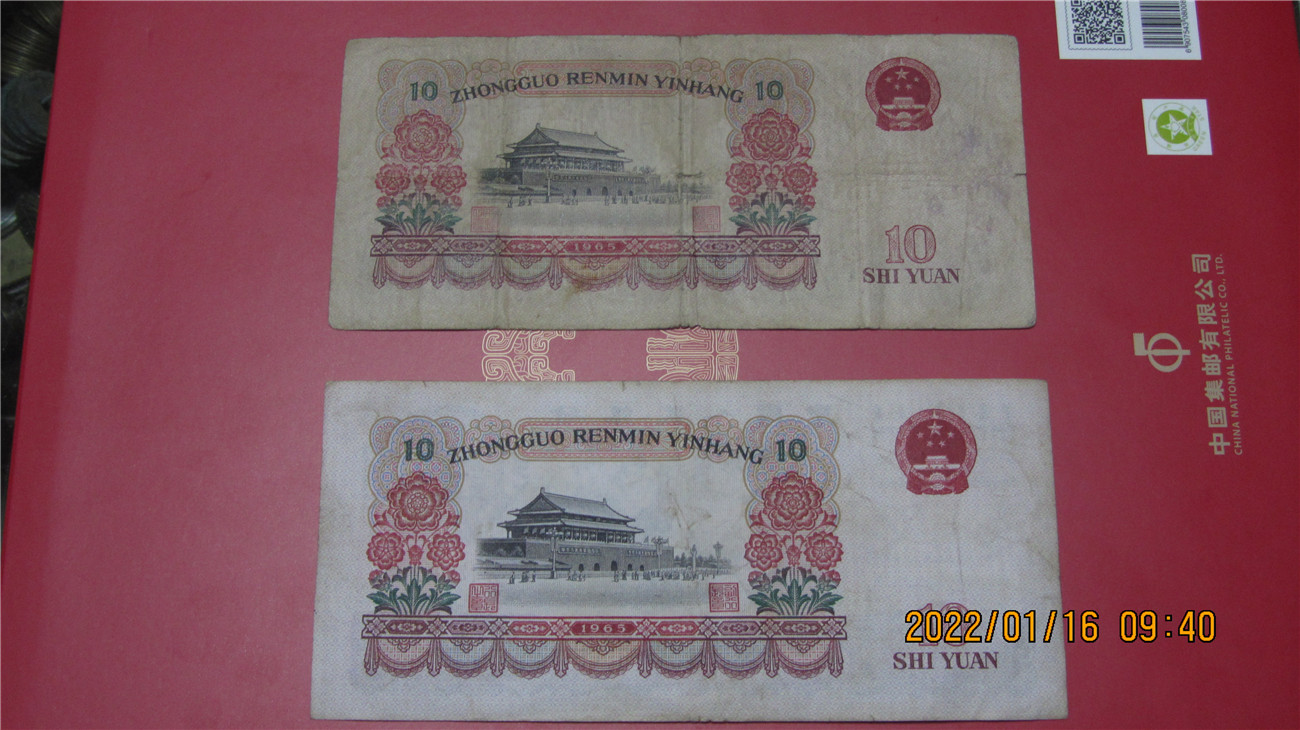 10 ZHONGGUO RENMIN YINHANG 10
1965
10
SHI YUAN
10 ZHONGGUO RENMIN YINHANG 10
1965
10
SHI YUAN
中国集邮有限公司
CHINA NATIONAL PHILATELIC CO., LTD.
2022/01/16 09:40